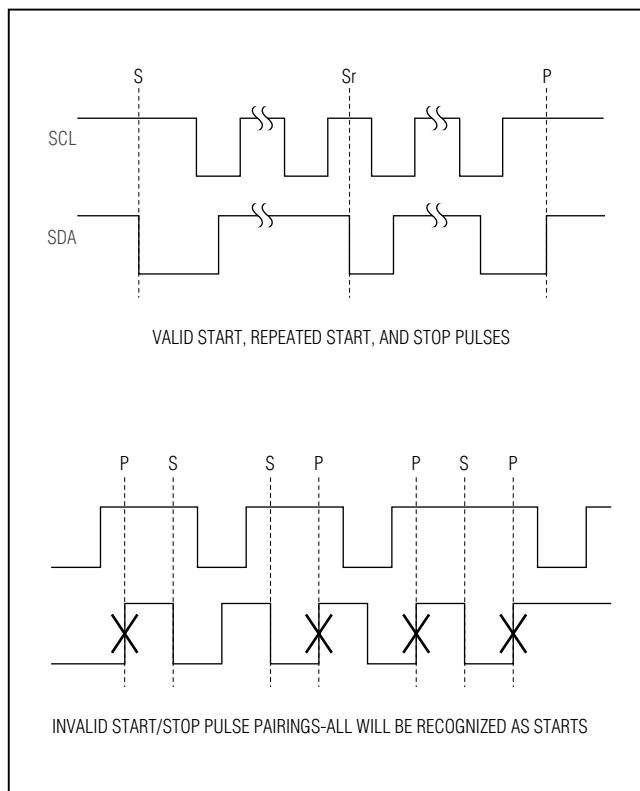 S Sr P
SCL
SDA
VALID START, REPEATED START, AND STOP PULSES
P S S P P S P
INVALID START/STOP PULSE PAIRINGS-ALL WILL BE RECOGNIZED AS STARTS